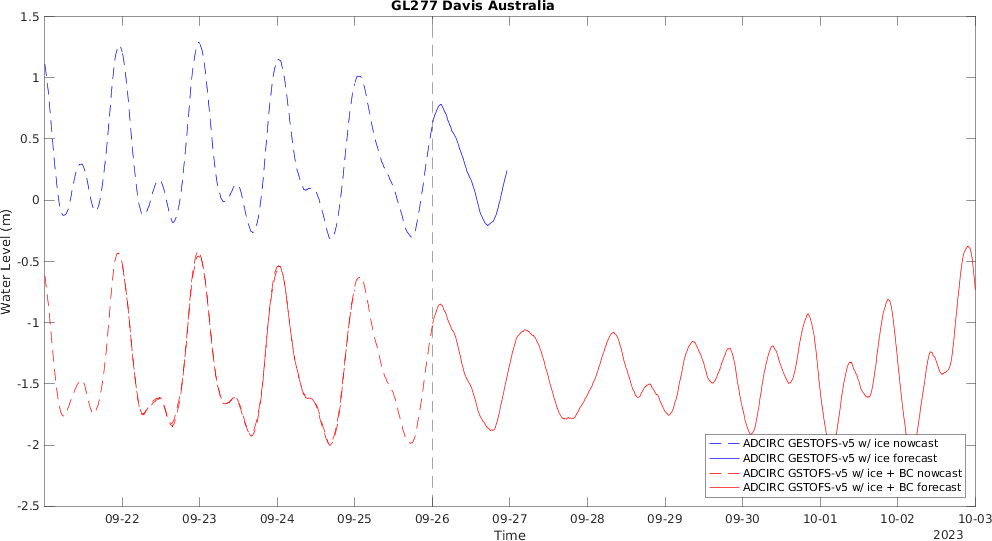 GL277 Davis Australia
1.5
1
0.5
0
-0.5
-1
-1.5
-2
-2.5
Water Level (m)
ADCIRC GESTOFS-v5 w/ ice nowcast
ADCIRC GESTOFS-v5 w/ ice forecast
ADCIRC GSTOFS-v5 w/ ice + BC nowcast
ADCIRC GSTOFS-v5 w/ ice + BC forecast
09-22 09-23 09-24 09-25 09-26 09-27 09-28 09-29 09-30 10-01 10-02 10-03
Time
2023